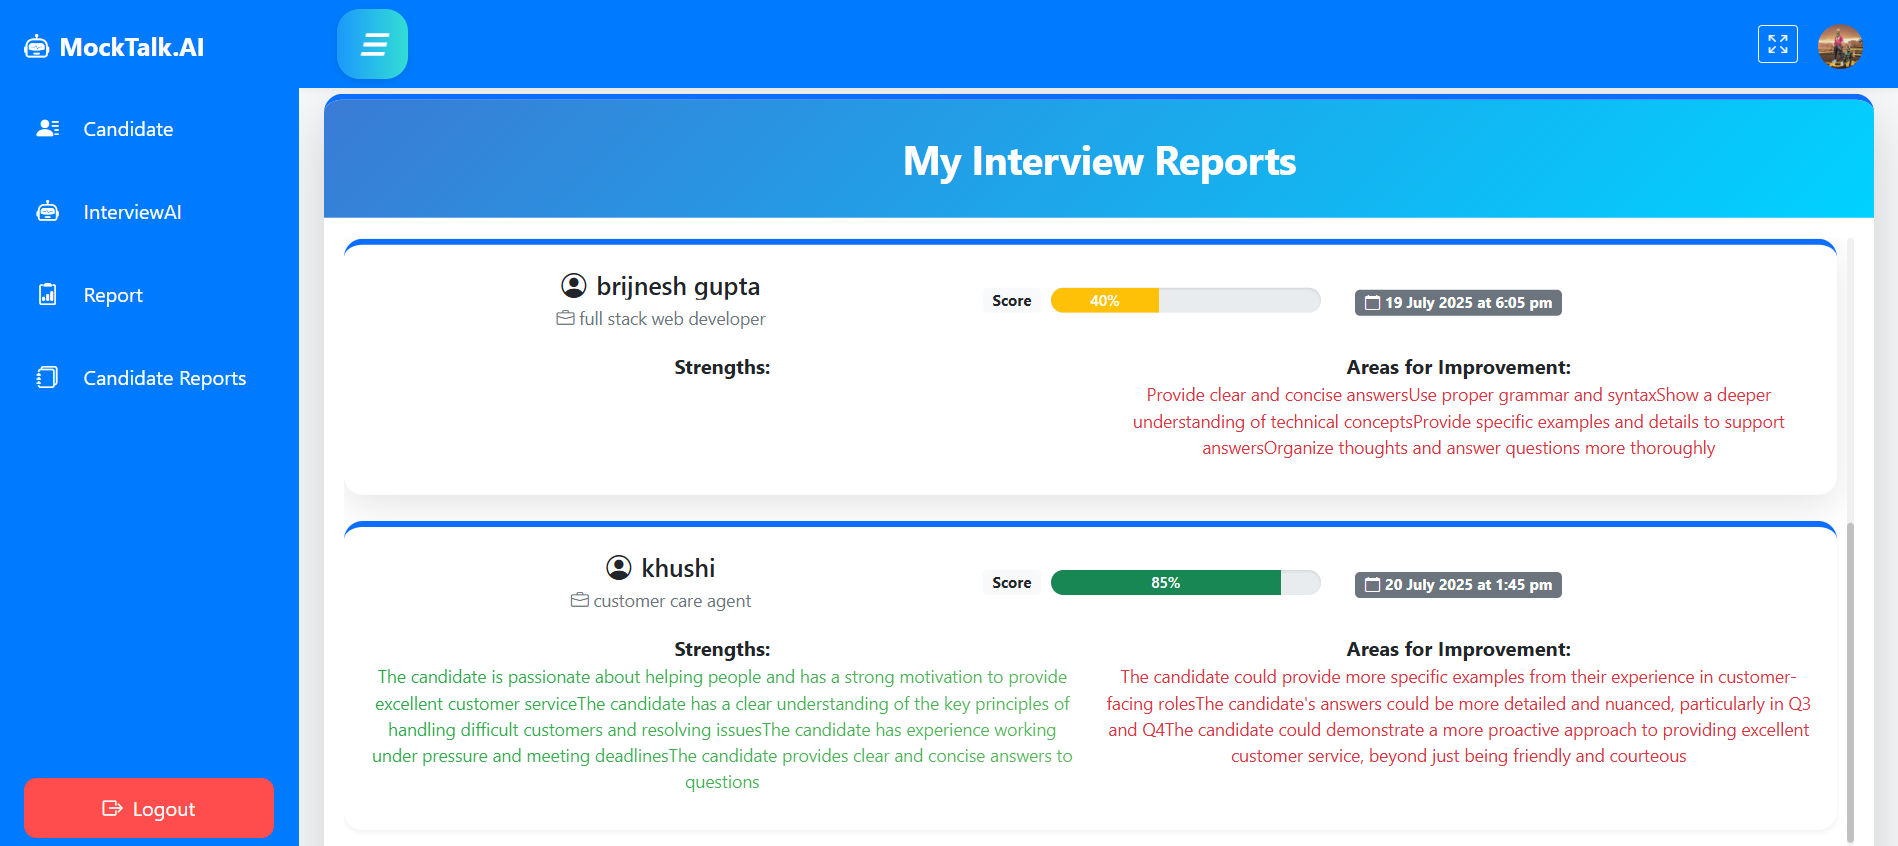 MockTalk.AI
Candidate
InterviewAI
Report
Candidate Reports
Logout
My Interview Reports
brijnesh gupta
full stack web developer
Score
40%
19 July 2025 at 6:05 pm
Strengths:
Areas for Improvement:
Provide clear and concise answersUse proper grammar and syntaxShow a deeper
understanding of technical conceptsProvide specific examples and details to support
answersOrganize thoughts and answer questions more thoroughly
khushi
customer care agent
Score
85%
20 July 2025 at 1:45 pm
Strengths:
The candidate is passionate about helping people and has a strong motivation to provide
excellent customer serviceThe candidate has a clear understanding of the key principles of
handling difficult customers and resolving issuesThe candidate has experience working
under pressure and meeting deadlinesThe candidate provides clear and concise answers to
questions
Areas for Improvement:
The candidate could provide more specific examples from their experience in customer-
facing rolesThe candidate's answers could be more detailed and nuanced, particularly in Q3
and Q4The candidate could demonstrate a more proactive approach to providing excellent
customer service, beyond just being friendly and courteous